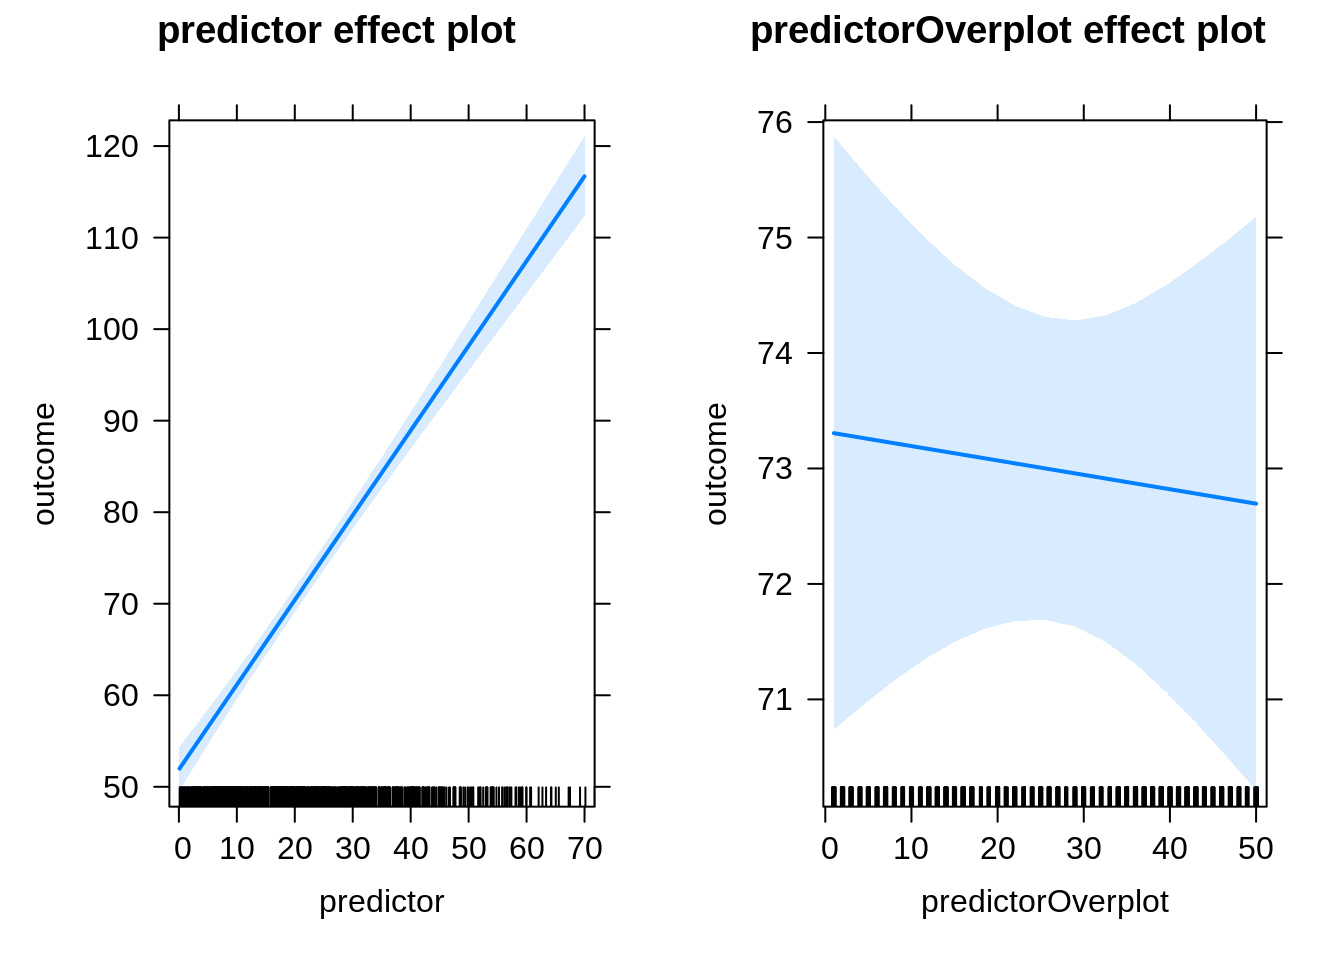 predictor effect plot
120
110
100
90
80
70
60
50
outcome
0 10 20 30 40 50 60 70
predictor
predictorOverplot effect plot
76
75
74
73
72
71
outcome
0 10 20 30 40 50
predictorOverplot